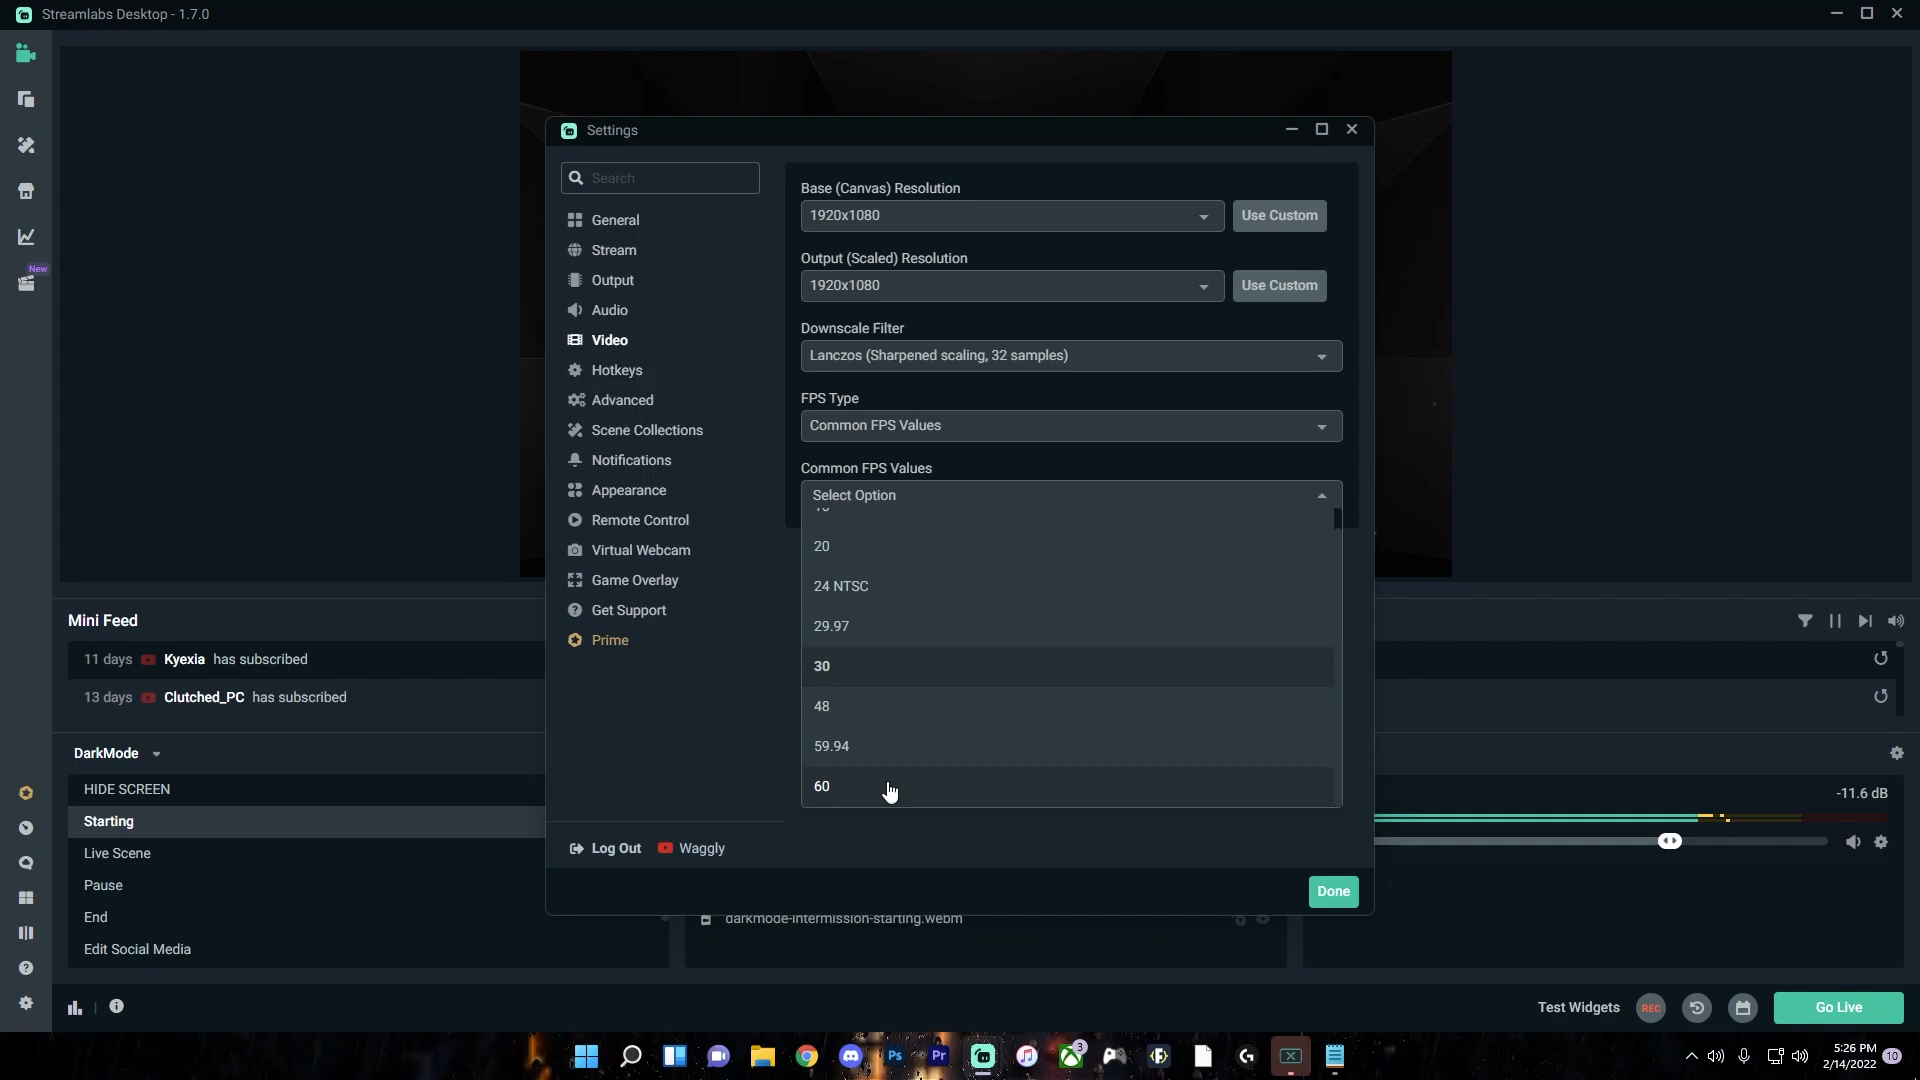 Streamlabs Desktop - 1.7.0
New
Settings
Search
General
Stream
Output
Audio
Video
Hotkeys
Advanced
Scene Collections
Notifications
Appearance
Remote Control
Virtual Webcam
Game Overlay
Get Support
Prime
Log Out
Waggly
Base (Canvas) Resolution
1920x1080
Use Custom
Output (Scaled) Resolution
1920x1080
Use Custom
Downscale Filter
Lanczos (Sharpened scaling, 32 samples)
FPS Type
Common FPS Values
Common FPS Values
Select Option
20
24 NTSC
29.97
30
48
59.94
60
Done
Mini Feed
11 days Kyexia has subscribed
13 days Clutched_PC has subscribed
DarkMode
HIDE SCREEN
Starting
Live Scene
Pause
End
Edit Social Media
darkmode-intermission-starting.webm
-11.6 dB
Test Widgets
REC
Go Live
Ps
Pr
3
5:26 PM
2/14/2022
10